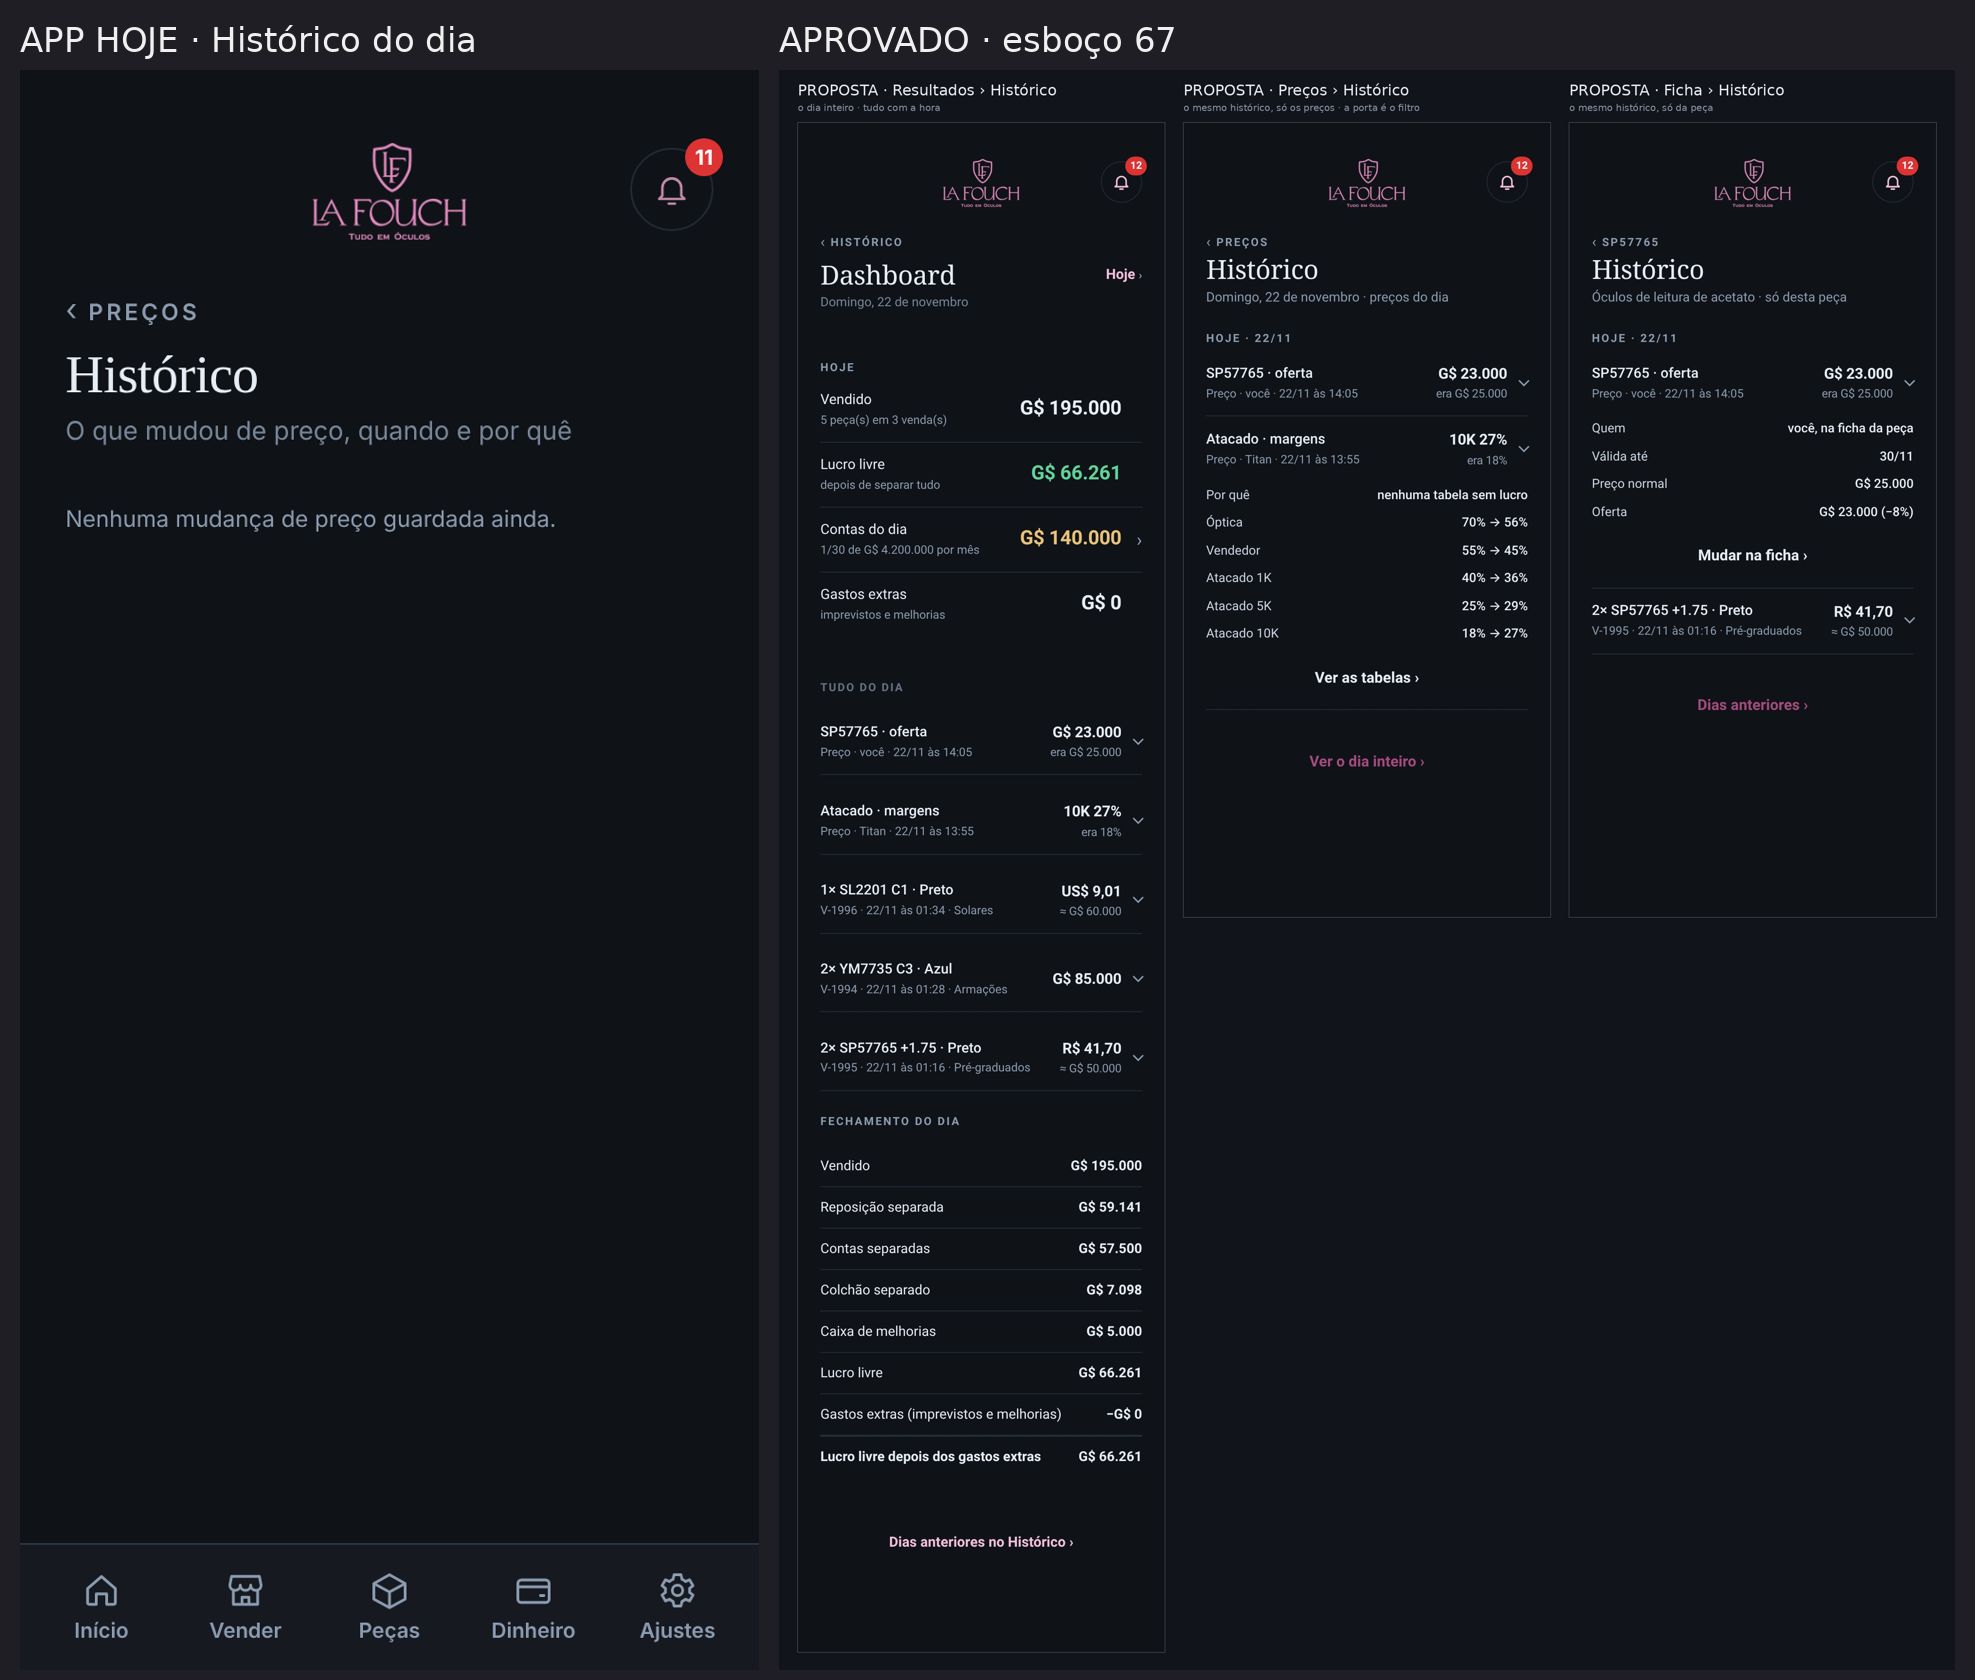 APP HOJE · Histórico do dia
11
LF
LA FOUCH
TUDO EM ÓCULOS
‹ PREÇOS
Histórico
O que mudou de preço, quando e por quê
Nenhuma mudança de preço guardada ainda.
Início
Vender
Peças
Dinheiro
Ajustes
APROVADO · esboço 67
PROPOSTA · Resultados › Histórico
o dia inteiro · tudo com a hora
12
LF
LA FOUCH
TUDO EM ÓCULOS
‹ HISTÓRICO
Dashboard
Hoje ›
Domingo, 22 de novembro
HOJE
Vendido
G$ 195.000
5 peça(s) em 3 venda(s)
Lucro livre
G$ 66.261
depois de separar tudo
Contas do dia
G$ 140.000 ›
1/30 de G$ 4.200.000 por mês
Gastos extras
G$ 0
imprevistos e melhorias
TUDO DO DIA
SP57765 · oferta
G$ 23.000
Preço · você · 22/11 às 14:05
era G$ 25.000
Atacado · margens
10K 27%
Preço · Titan · 22/11 às 13:55
era 18%
1× SL2201 C1 · Preto
US$ 9,01
V-1996 · 22/11 às 01:34 · Solares
≈ G$ 60.000
2× YM7735 C3 · Azul
G$ 85.000
V-1994 · 22/11 às 01:28 · Armações
2× SP57765 +1.75 · Preto
R$ 41,70
V-1995 · 22/11 às 01:16 · Pré-graduados
≈ G$ 50.000
FECHAMENTO DO DIA
Vendido G$ 195.000
Reposição separada G$ 59.141
Contas separadas G$ 57.500
Colchão separado G$ 7.098
Caixa de melhorias G$ 5.000
Lucro livre G$ 66.261
Gastos extras (imprevistos e melhorias) −G$ 0
Lucro livre depois dos gastos extras G$ 66.261
Dias anteriores no Histórico ›
PROPOSTA · Preços › Histórico
o mesmo histórico, só os preços · a porta é o filtro
12
LF
LA FOUCH
TUDO EM ÓCULOS
‹ PREÇOS
Histórico
Domingo, 22 de novembro · preços do dia
HOJE · 22/11
SP57765 · oferta
G$ 23.000
Preço · você · 22/11 às 14:05
era G$ 25.000
Atacado · margens
10K 27%
Preço · Titan · 22/11 às 13:55
era 18%
Por quê nenhuma tabela sem lucro
Óptica 70% → 56%
Vendedor 55% → 45%
Atacado 1K 40% → 36%
Atacado 5K 25% → 29%
Atacado 10K 18% → 27%
Ver as tabelas ›
Ver o dia inteiro ›
PROPOSTA · Ficha › Histórico
o mesmo histórico, só da peça
12
LF
LA FOUCH
TUDO EM ÓCULOS
‹ SP57765
Histórico
Óculos de leitura de acetato · só desta peça
HOJE · 22/11
SP57765 · oferta
G$ 23.000
Preço · você · 22/11 às 14:05
era G$ 25.000
Quem você, na ficha da peça
Válida até 30/11
Preço normal G$ 25.000
Oferta G$ 23.000 (−8%)
Mudar na ficha ›
2× SP57765 +1.75 · Preto
R$ 41,70
V-1995 · 22/11 às 01:16 · Pré-graduados
≈ G$ 50.000
Dias anteriores ›